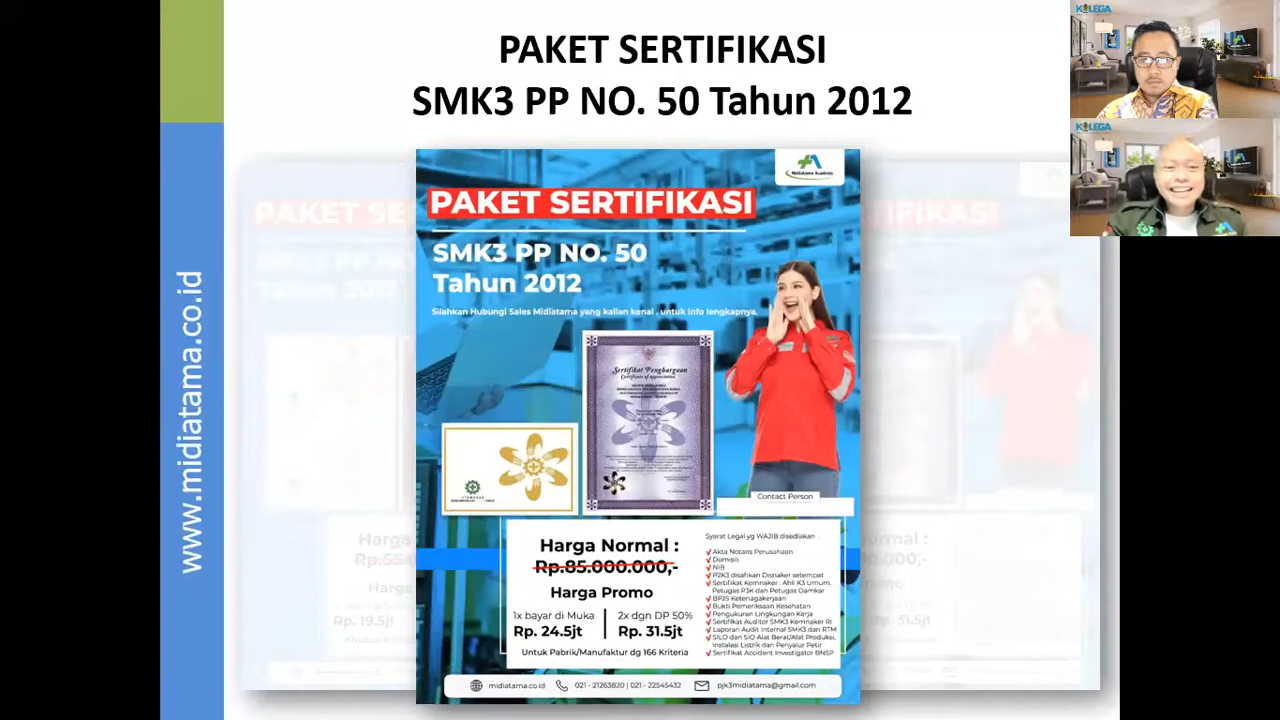 PAKET SERTIFIKASI
SMK3 PP NO. 50 Tahun 2012
www.midiatama.co.id
KOLEGA
KOLEGA
Midiatama Academy
PAKET SERTIFIKASI
SMK3 PP NO. 50
Tahun 2012
Silahkan Hubungi Sales Midiatama yang kalian kanal , untuk info lengkapnya.
Sertifikat Penghargaan
Certificate of appreciation
Contact Person
Harga Normal :
Rp.85.000.000,-
Harga Promo
1x bayar di Muka
Rp. 24.5jt
2x dgn DP 50%
Rp. 31.5jt
Untuk Pabrik/Manufaktur dg 166 Kriteria
Syarat Legal yg WAJIB disediakan :
Akta Notaris Perusahaan
Domisili
NIB
P2K3 disahkan Disnaker setempat
Sertifikat Kemnaker : Ahli K3 Umum,
Petugas P3K dan Petugas Damkar
BPJS Ketenagakerjaan
Bukti Pemeriksaan Kesehatan
Pengukuran Lingkungan Kerja
Sertifikat Auditor SMK3 Kemnaker RI
Laporan Audit Internal SMK3 dan RTM
SILO dan SIO Alat Berat/Alat Produksi,
Instalasi Listrik dan Penyalur Petir
Sertifikat Accident Investigator BNSP
midiatama.co.id
021 - 21263820 | 021 - 22545432
pjk3midiatama@gmail.com